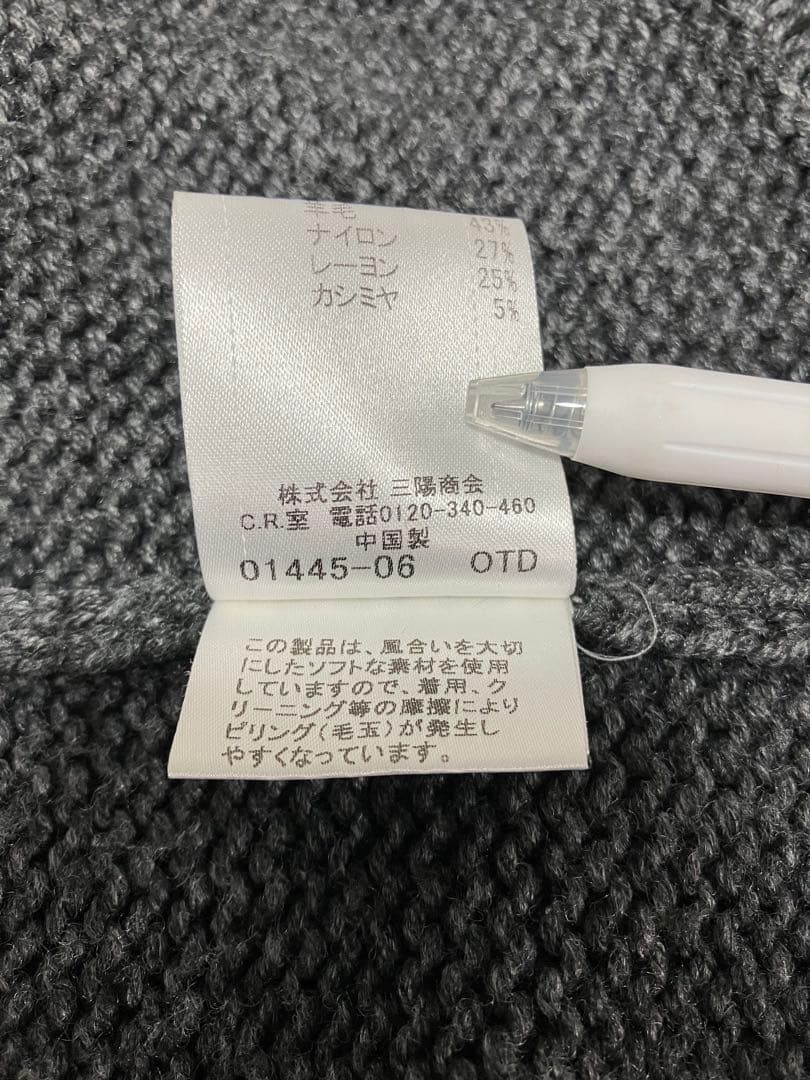 羊毛 43%
ナイロン 27%
レーヨン 25%
カシミヤ 5%
株式会社 三陽商会
C.R.室 電話0120-340-460
中国製
01445-06 OTD
この製品は、風合いを大切
にしたソフトな素材を使用
していますので、着用、ク
リーニング等の摩擦により
ピリング(毛玉)が発生し
やすくなっています。